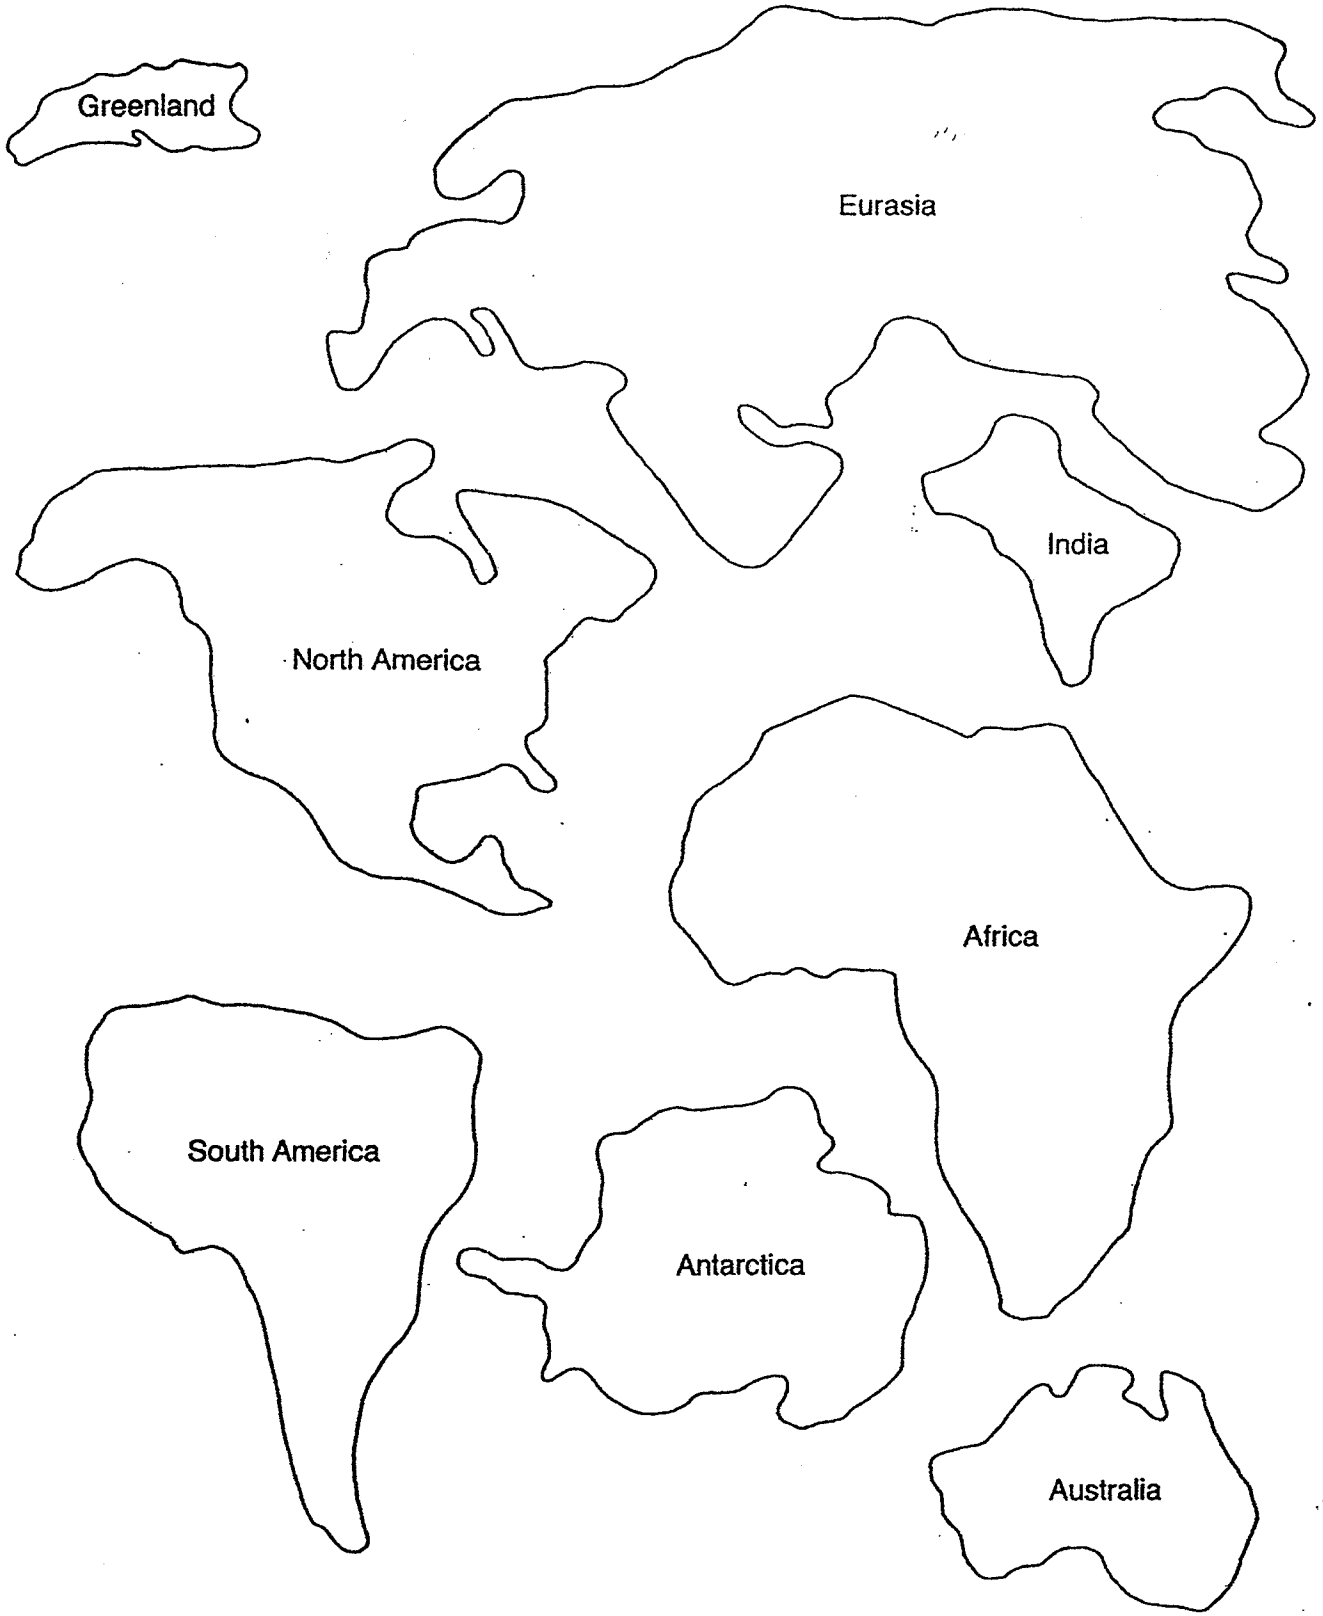 Greenland
Eurasia
India
North America
Africa
South America
Antarctica
Australia